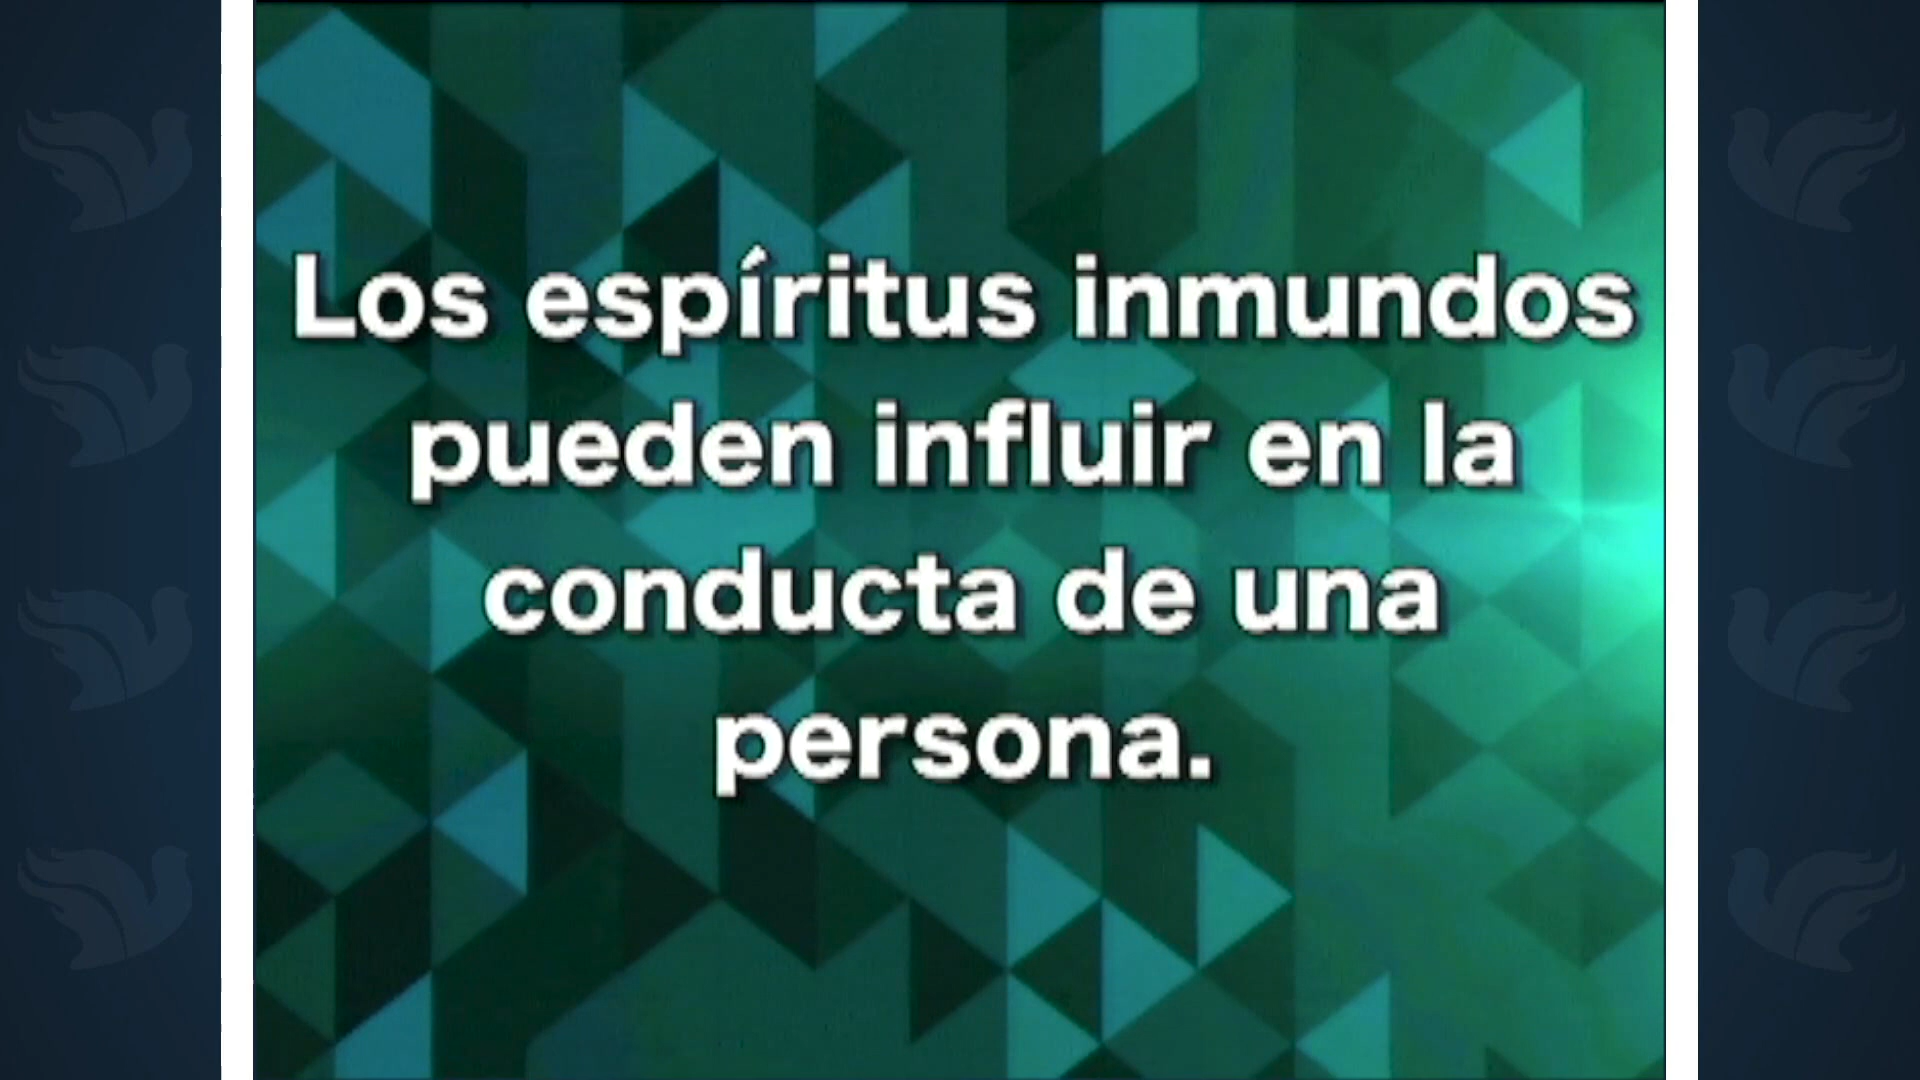 Los espíritus inmundos
pueden influir en la
conducta de una
persona.